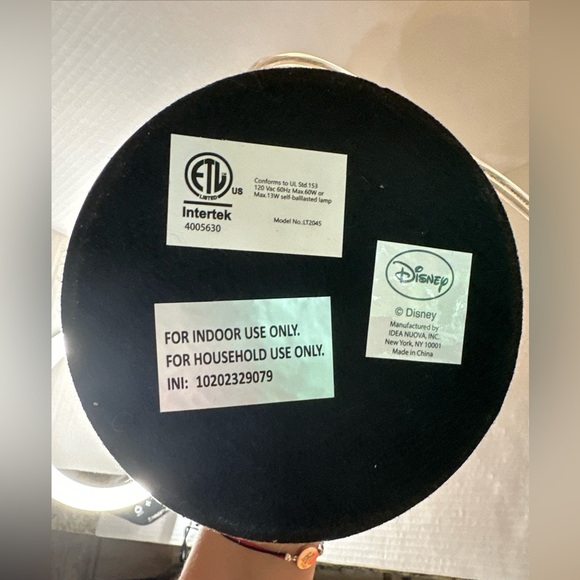 ETL
LISTED
US
Intertek
4005630
Conforms to UL Std.153
120 Vac 60Hz Max.60W or
Max.13W self-ballasted lamp
Model No.:LT2045
Disney
© Disney
Manufactured by
IDEA NUOVA, INC.
New York, NY 10001
Made in China
FOR INDOOR USE ONLY.
FOR HOUSEHOLD USE ONLY.
INI: 10202329079